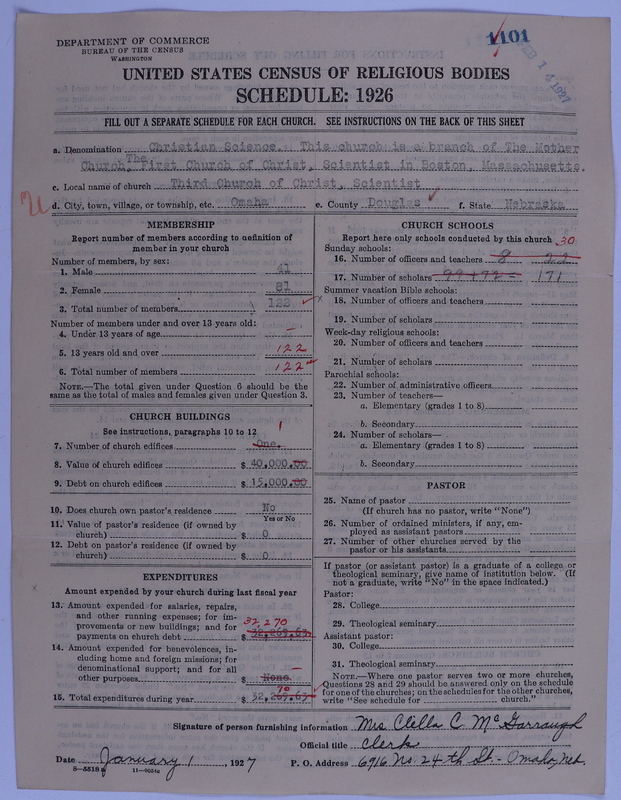 DEPARTMENT OF COMMERCE
BUREAU OF THE CENSUS
WASHINGTON
1101
FEB 14 1927
UNITED STATES CENSUS OF RELIGIOUS BODIES
SCHEDULE: 1926
FILL OUT A SEPARATE SCHEDULE FOR EACH CHURCH. SEE INSTRUCTIONS ON THE BACK OF THIS SHEET
a. Denomination Christian Science. This church is a branch of The Mother
Church, The First Church of Christ, Scientist in Boston, Massachusetts.
c. Local name of church Third Church of Christ, Scientist
d. City, town, village, or township, etc. Omaha e. County Douglas f. State Nebraska
MEMBERSHIP
Report number of members according to definition of
member in your church
Number of members, by sex:
1. Male 41
2. Female 81
3. Total number of members 122
Number of members under and over 13 years old:
4. Under 13 years of age –
5. 13 years old and over 122
6. Total number of members 122
NOTE.—The total given under Question 6 should be the
same as the total of males and females given under Question 3.
CHURCH BUILDINGS
See instructions, paragraphs 10 to 12
7. Number of church edifices One. 1
8. Value of church edifices $ 40,000.00
9. Debt on church edifices $ 15,000.00
10. Does church own pastor's residence No
Yes or No
11. Value of pastor's residence (if owned by
church) $ 0
12. Debt on pastor's residence (if owned by
church) $ 0
EXPENDITURES
Amount expended by your church during last fiscal year
13. Amount expended for salaries, repairs,
and other running expenses; for im-
provements or new buildings; and for 32,270
payments on church debt $ 32,269.63
14. Amount expended for benevolences, in-
cluding home and foreign missions; for
denominational support; and for all –
other purposes $ None
15. Total expenditures during year $ 32,269.63 70
CHURCH SCHOOLS
Report here only schools conducted by this church 30
Sunday schools:
16. Number of officers and teachers 8 22
17. Number of scholars 99 + 72 = 171
Summer vacation Bible schools:
18. Number of officers and teachers
19. Number of scholars
Week-day religious schools:
20. Number of officers and teachers
21. Number of scholars
Parochial schools:
22. Number of administrative officers
23. Number of teachers—
a. Elementary (grades 1 to 8)
b. Secondary
24. Number of scholars—
a. Elementary (grades 1 to 8)
b. Secondary
PASTOR
25. Name of pastor
(If church has no pastor, write "None")
26. Number of ordained ministers, if any, em-
ployed as assistant pastors
27. Number of other churches served by the
pastor or his assistants
If pastor (or assistant pastor) is a graduate of a college or
theological seminary, give name of institution below. (If
not a graduate, write "No" in the space indicated.)
Pastor:
28. College
29. Theological seminary
Assistant pastor:
30. College
31. Theological seminary
NOTE.—Where one pastor serves two or more churches,
Questions 28 and 29 should be answered only on the schedule
for one of the churches; on the schedules for the other churches,
write "See schedule for church."
Signature of person furnishing information Mrs Clella C. McGarraugh
Official title Clerk
Date January 1, 1927 P. O. Address 6916 No. 24th St. - Omaha, Neb.
8—5518a 11—9024a